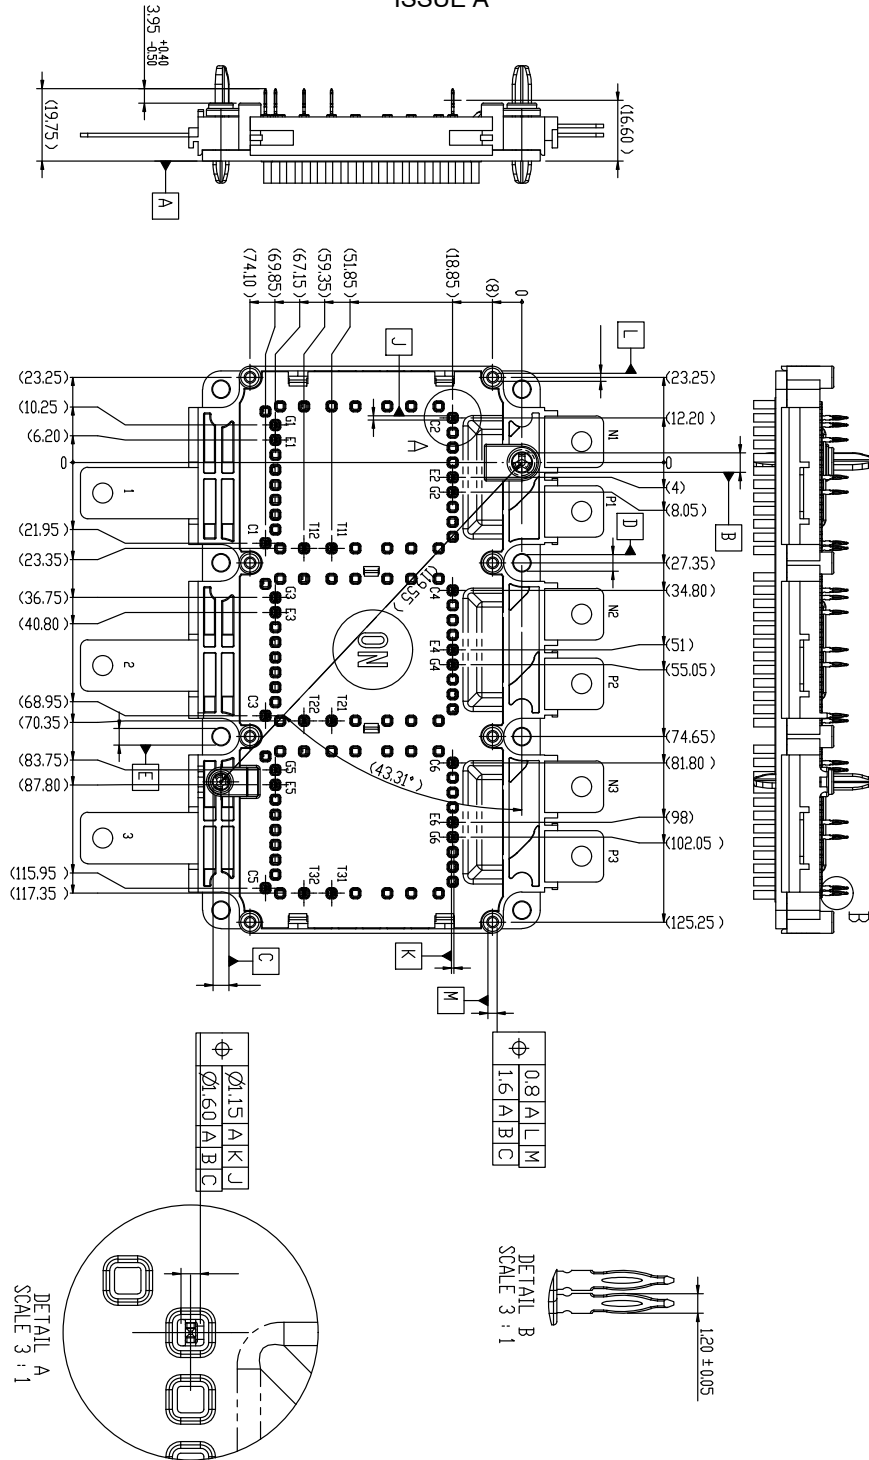 ISSUE A
3.95 +0.40 -0.50
(19.75)
(16.60)
A
(74.10)
(69.85)
(67.15)
(59.35)
(51.85)
(18.85)
(8)
0
L
J
(23.25)
(10.25)
(6.20)
0
(21.95)
(23.35)
(36.75)
(40.80)
(68.95)
(70.35)
(83.75)
(87.80)
(115.95)
(117.35)
(23.25)
(12.20)
0
(4)
(8.05)
(27.35)
(34.80)
(51)
(55.05)
(74.65)
(81.80)
(98)
(102.05)
(125.25)
B
D
E
C
K
M
B
A
G1
E1
C2
E2
G2
C1
T12
T11
G3
E3
C4
E4
G4
C3
T22
T21
G5
E5
C6
E6
G6
C5
T32
T31
N1
P1
N2
P2
N3
P3
1
2
3
ON
(119.55)
(43.31°)
0.8 A L M
1.6 A B C
Ø1.15 A K J
Ø1.60 A B C
1.20 ±0.05
DETAIL B
SCALE 3 : 1
DETAIL A
SCALE 3 : 1